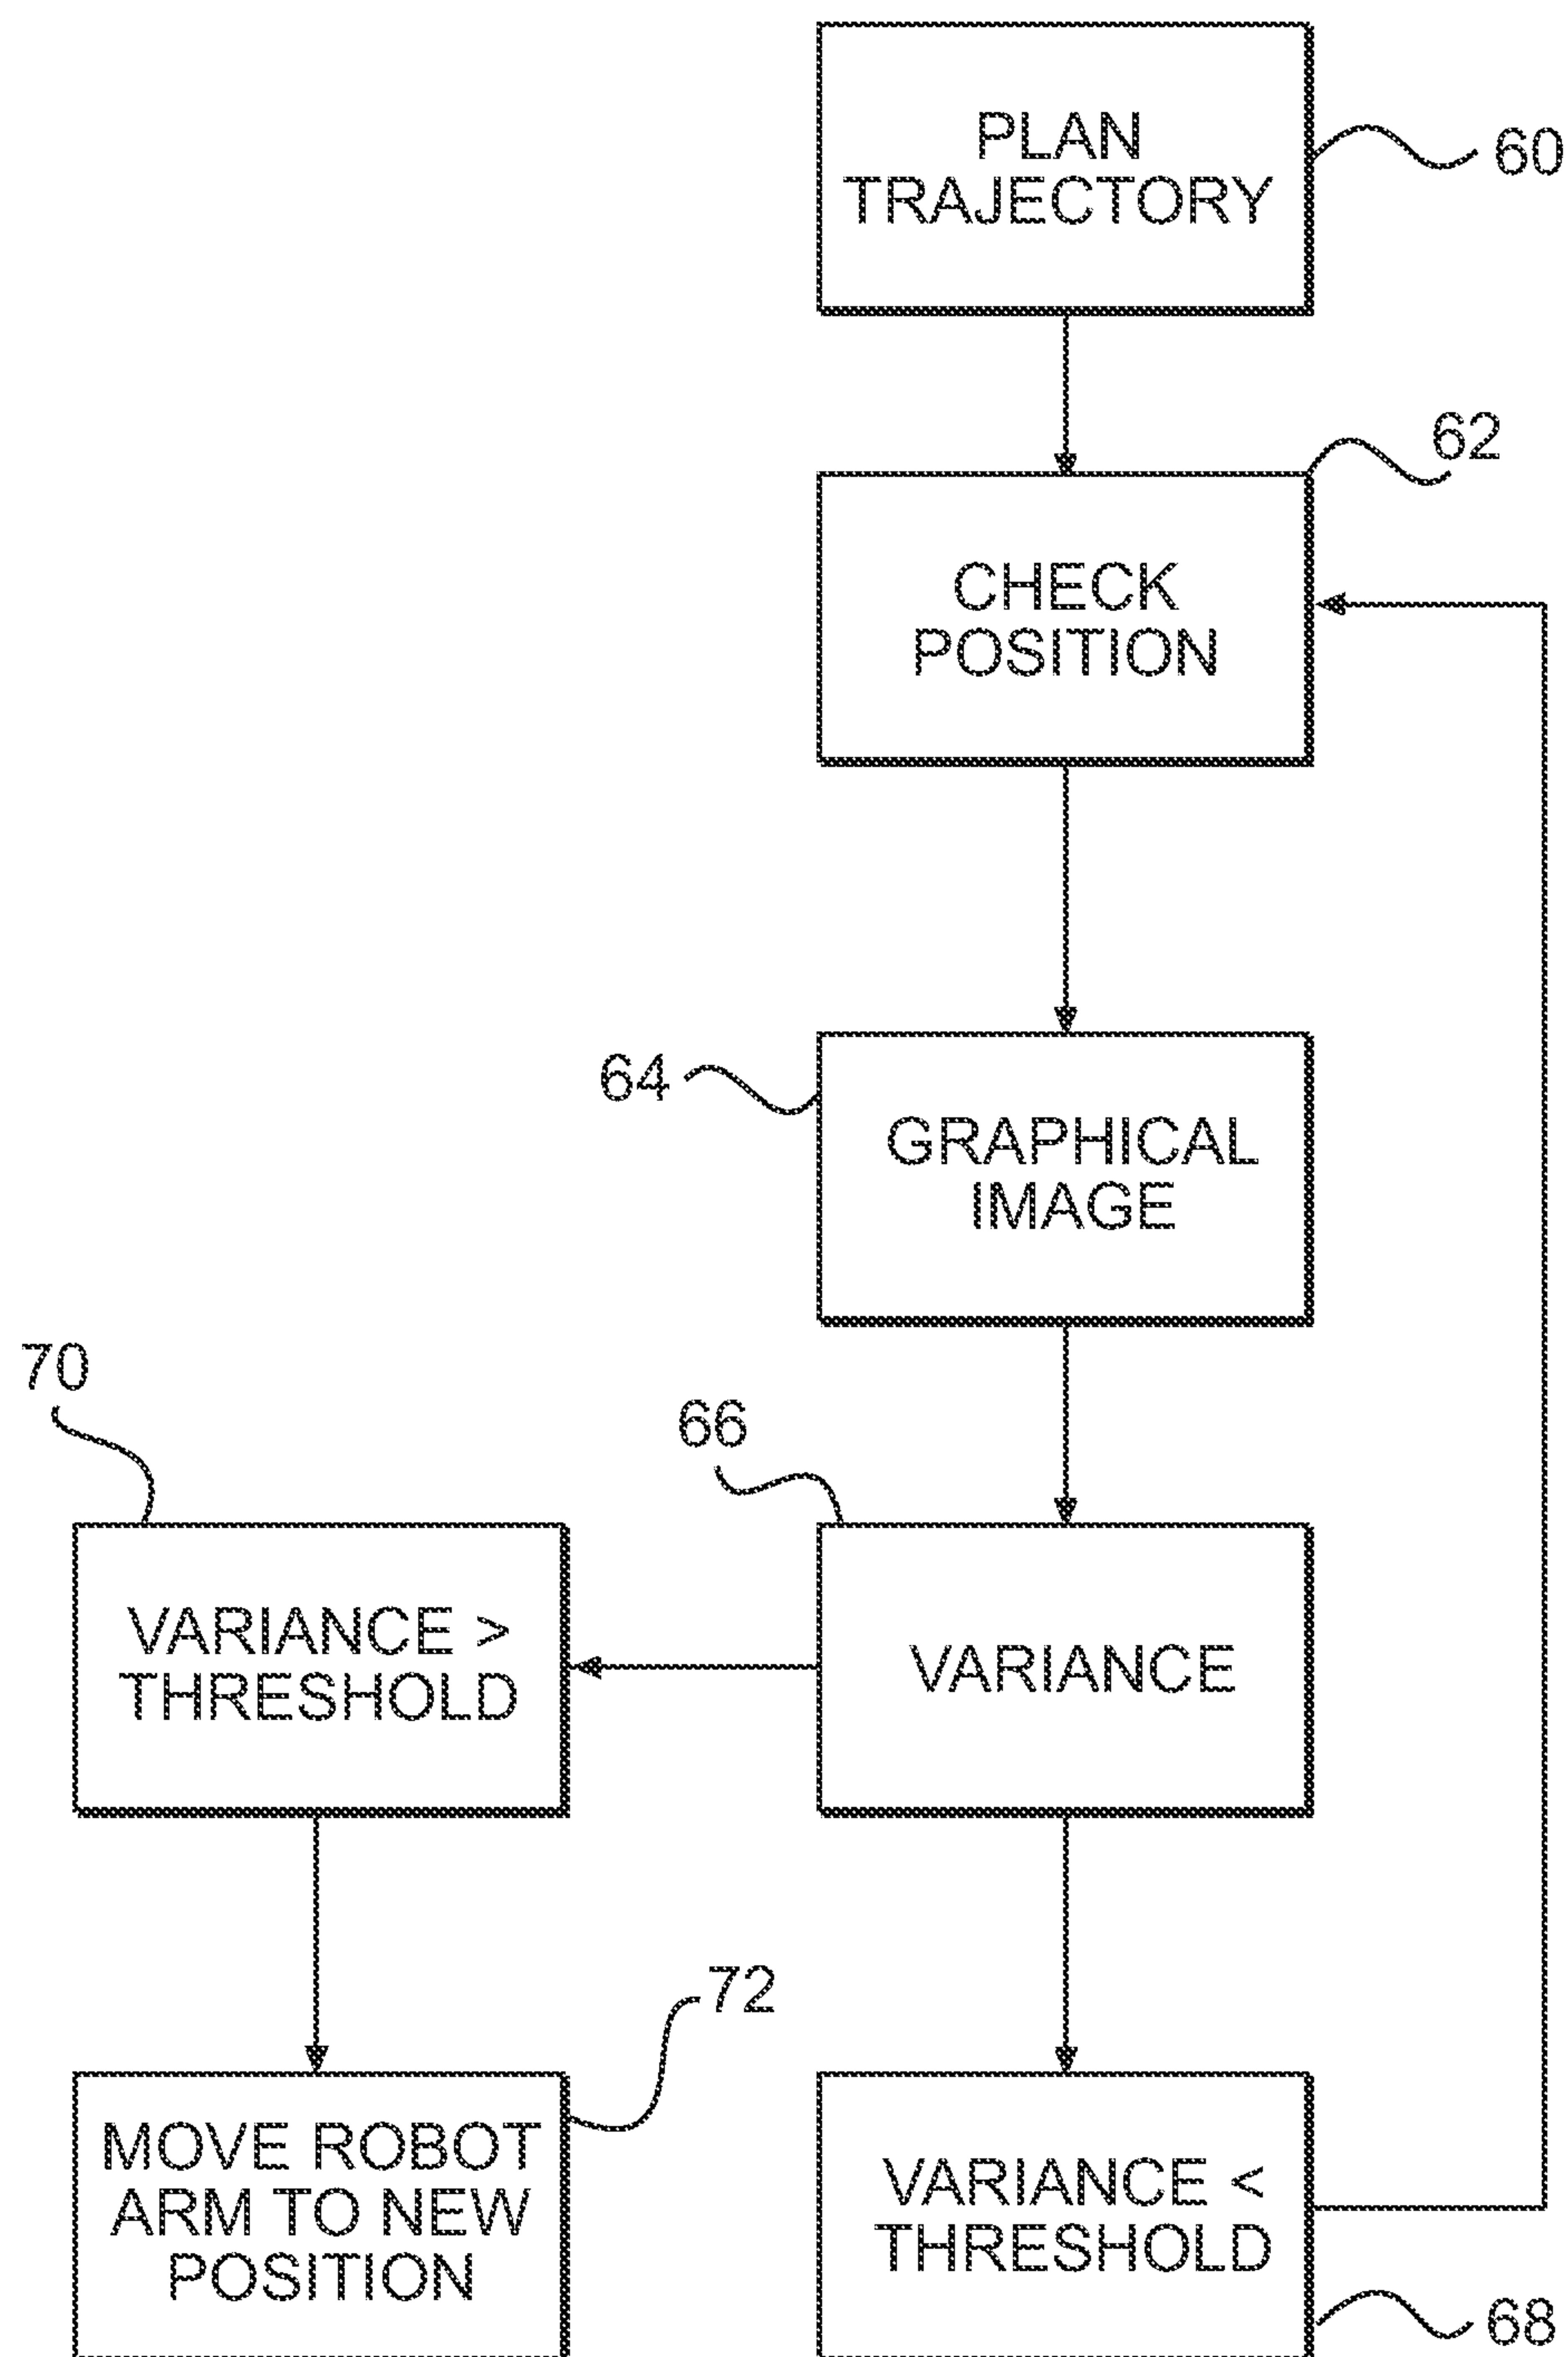 PLAN
TRAJECTORY
60
62
CHECK
POSITION
64
GRAPHICAL
IMAGE
70
66
VARIANCE >
THRESHOLD
VARIANCE
72
MOVE ROBOT
ARM TO NEW
POSITION
VARIANCE <
THRESHOLD
68